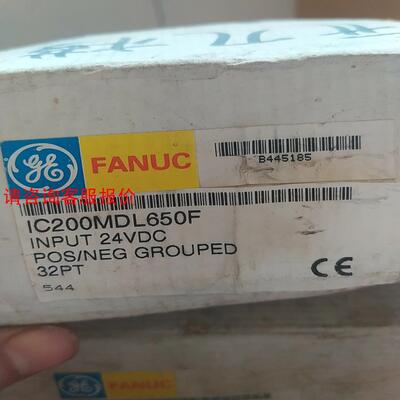 GE FANUC
B445185
请咨询客服报价
IC200MDL650F
INPUT 24VDC
POS/NEG GROUPED
32PT
544
CE
GE FANUC